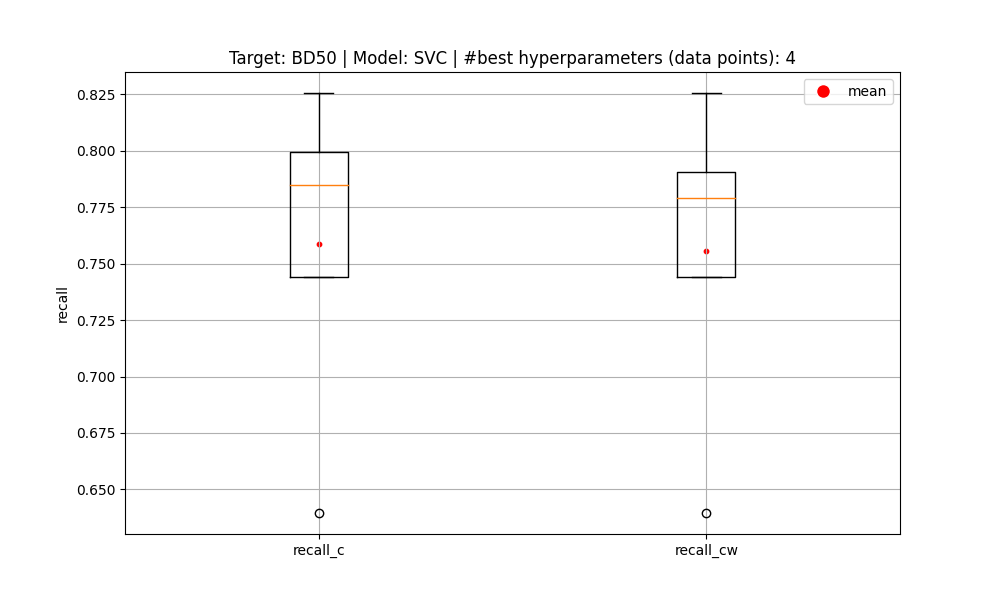 Target: BD50 | Model: SVC | #best hyperparameters (data points): 4
mean
0.825
0.800
0.775
0.750
0.725
0.700
0.675
0.650
recall
recall_c
recall_cw